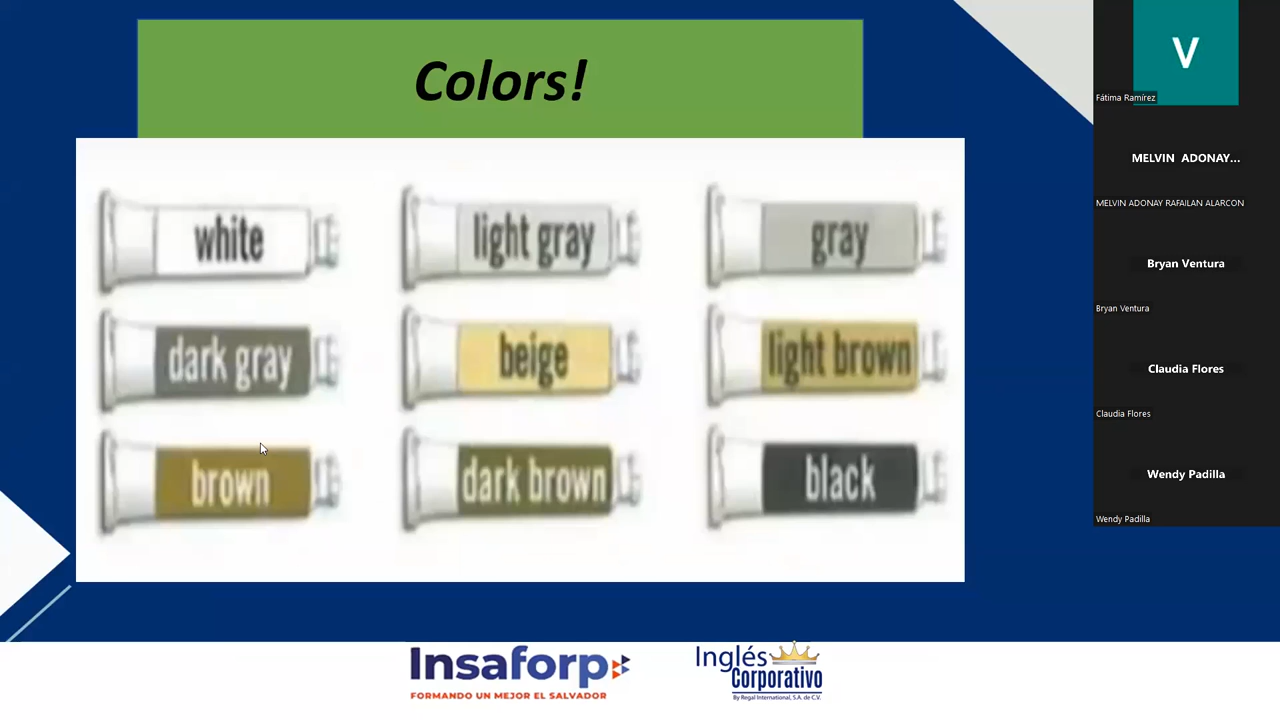 Colors!
white
light gray
gray
dark gray
beige
light brown
brown
dark brown
black
Insaforp
FORMANDO UN MEJOR EL SALVADOR
Inglés
Corporativo
By Regal International, S.A. de C.V.
V
Fátima Ramírez
MELVIN ADONAY...
MELVIN ADONAY RAFAILAN ALARCON
Bryan Ventura
Bryan Ventura
Claudia Flores
Claudia Flores
Wendy Padilla
Wendy Padilla